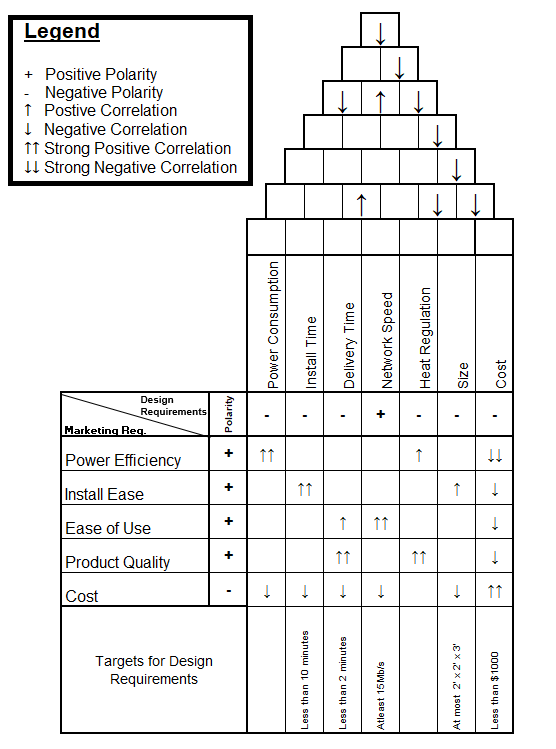 Legend
+ Positive Polarity
- Negative Polarity
↑ Postive Correlation
↓ Negative Correlation
↑↑ Strong Positive Correlation
↓↓ Strong Negative Correlation
↓
↓
↓ ↑ ↓
↓
↓
↑ ↓ ↓
Power Consumption
Install Time
Delivery Time
Network Speed
Heat Regulation
Size
Cost
Design
Requirements
Marketing Req.
Polarity
- - - + - - -
Power Efficiency + ↑↑ ↑ ↓↓
Install Ease + ↑↑ ↑ ↓
Ease of Use + ↑ ↑↑ ↓
Product Quality + ↑↑ ↑↑ ↓
Cost - ↓ ↓ ↓ ↓ ↓ ↑↑
Targets for Design
Requirements
Less than 10 minutes
Less than 2 minutes
Atleast 15Mb/s
At most 2' x 2' x 3'
Less than $1000